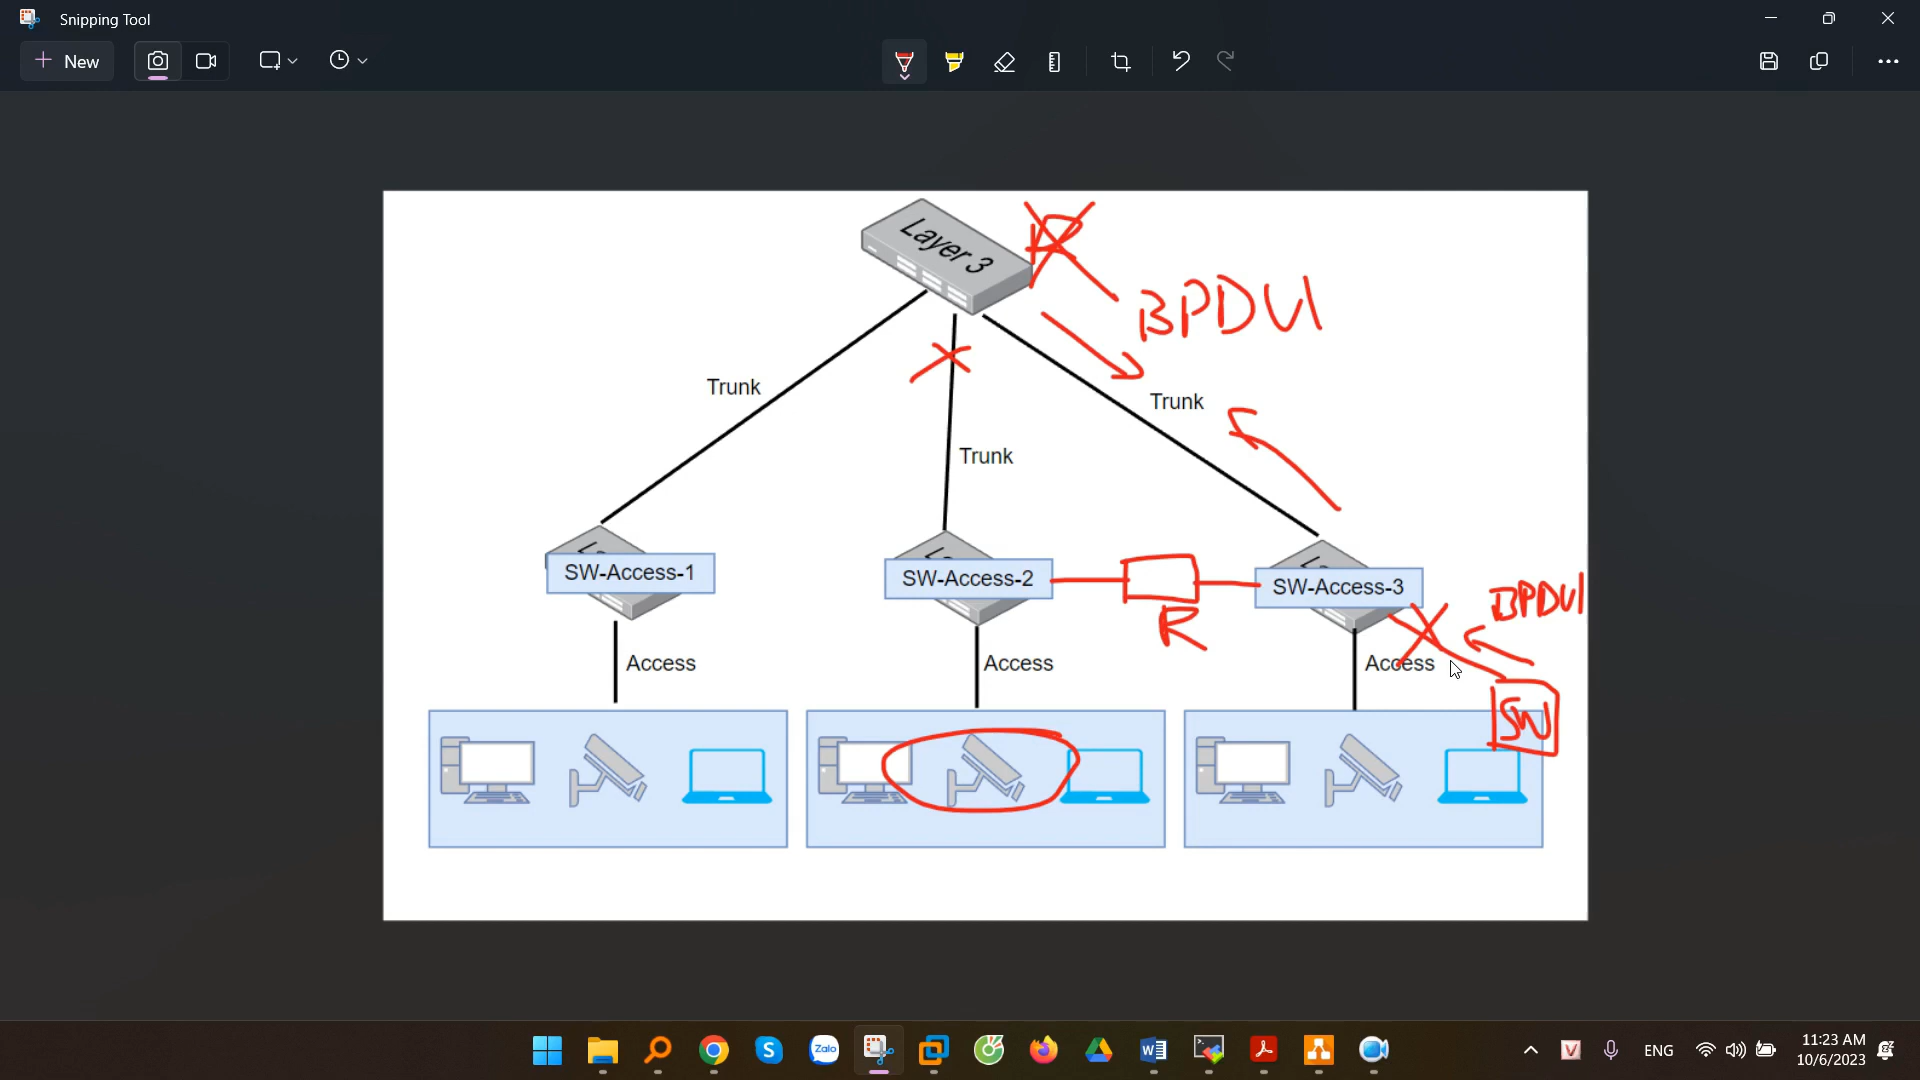 Snipping Tool
New
Layer 3
R
BPDU
Trunk
Trunk
Trunk
SW-Access-1
SW-Access-2
SW-Access-3
R
BPDU
Access
Access
Access
SW
Zalo
ENG
11:23 AM
10/6/2023